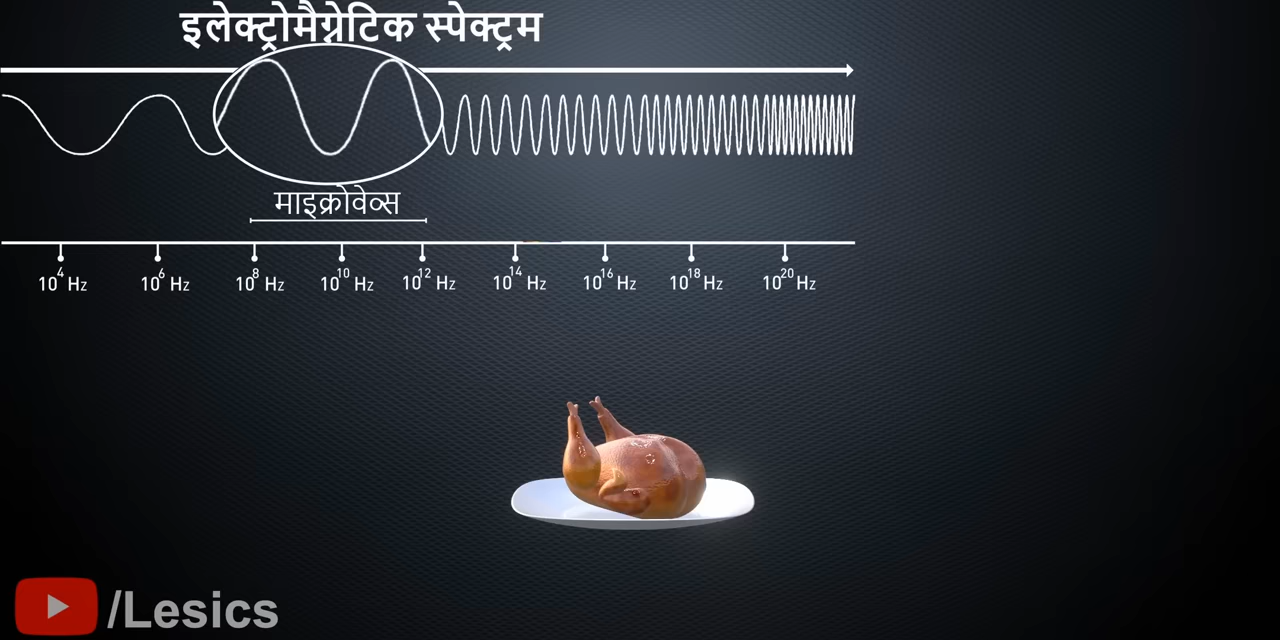 इलेक्ट्रोमैग्नेटिक स्पेक्ट्रम
माइक्रोवेव्स
10⁴ Hz 10⁶ Hz 10⁸ Hz 10¹⁰ Hz 10¹² Hz 10¹⁴ Hz 10¹⁶ Hz 10¹⁸ Hz 10²⁰ Hz
/Lesics